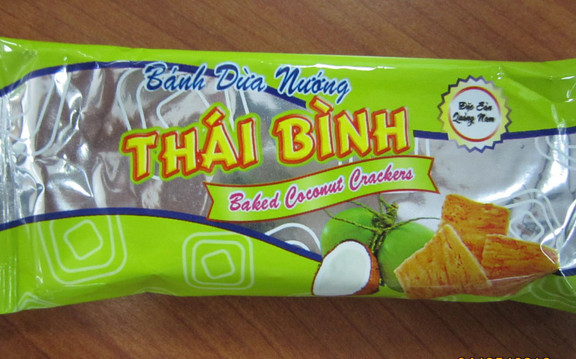 Bánh Dừa Nướng
THÁI BÌNH
Đặc Sản
Quảng Nam
Baked Coconut Crackers